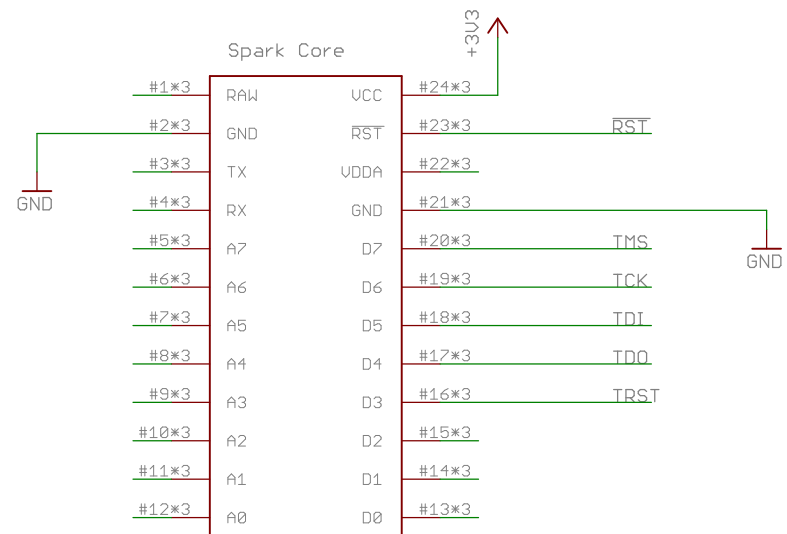 +3V3
Spark Core
#1*3 RAW VCC #24*3
#2*3 GND RST #23*3 RST
#3*3 TX VDDA #22*3
GND #4*3 RX GND #21*3
#5*3 A7 D7 #20*3 TMS
GND
#6*3 A6 D6 #19*3 TCK
#7*3 A5 D5 #18*3 TDI
#8*3 A4 D4 #17*3 TDO
#9*3 A3 D3 #16*3 TRST
#10*3 A2 D2 #15*3
#11*3 A1 D1 #14*3
#12*3 A0 D0 #13*3